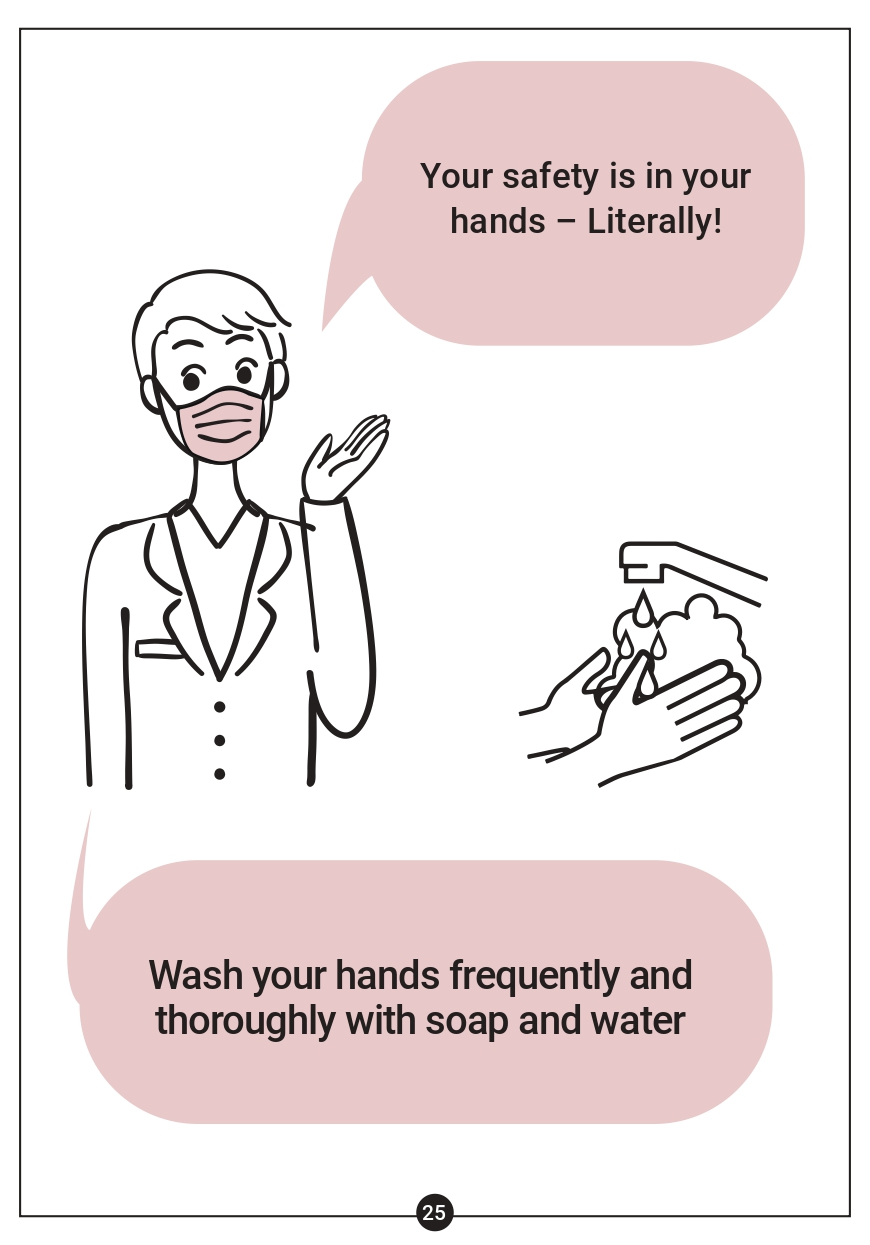 Your safety is in your
hands – Literally!
Wash your hands frequently and
thoroughly with soap and water
25